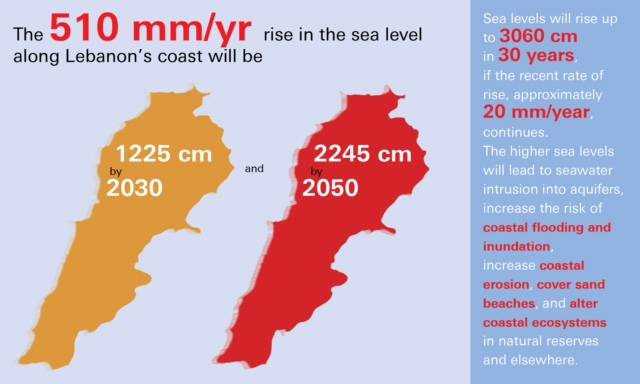 The 510 mm/yr rise in the sea level
along Lebanon's coast will be
1225 cm
by
2030
and
2245 cm
by
2050
Sea levels will rise up
to 3060 cm
in 30 years,
if the recent rate of
rise, approximately
20 mm/year,
continues.
The higher sea levels
will lead to seawater
intrusion into aquifers,
increase the risk of
coastal flooding and
inundation,
increase coastal
erosion, cover sand
beaches, and alter
coastal ecosystems
in natural reserves
and elsewhere.